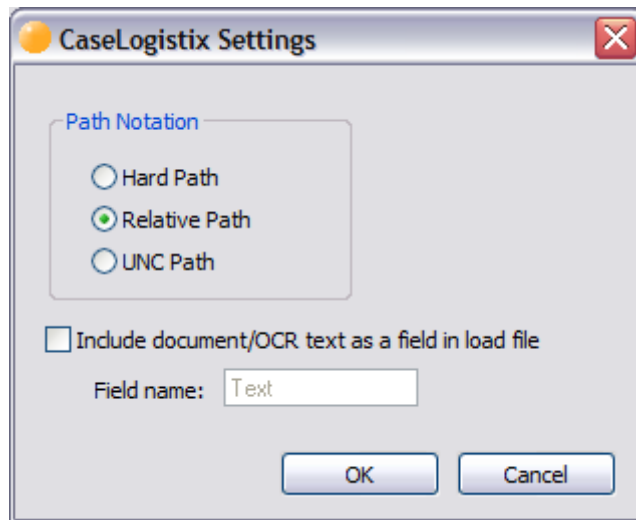 CaseLogistix Settings
Path Notation
Hard Path
Relative Path
UNC Path
Include document/OCR text as a field in load file
Field name: Text
OK Cancel